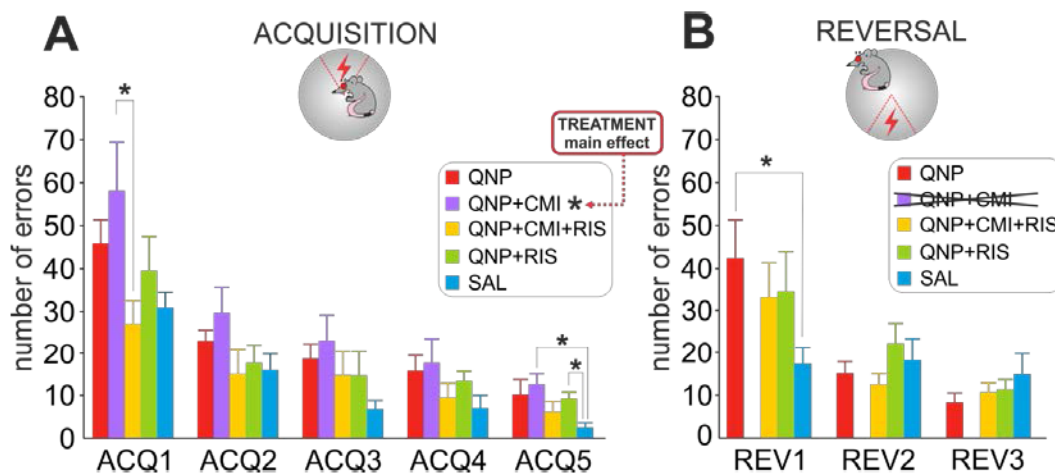 A
ACQUISITION
number of errors
80
70
60
50
40
30
20
10
0
*
TREATMENT
main effect
QNP
QNP+CMI *
QNP+CMI+RIS
QNP+RIS
SAL
*
*
ACQ1 ACQ2 ACQ3 ACQ4 ACQ5
B
REVERSAL
number of errors
80
70
60
50
40
30
20
10
0
*
QNP
QNP+CMI
QNP+CMI+RIS
QNP+RIS
SAL
REV1 REV2 REV3